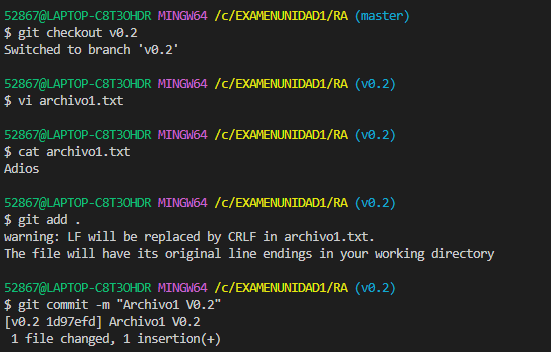 52867@LAPTOP-C8T3OHDR MINGW64 /c/EXAMENUNIDAD1/RA (master)
$ git checkout v0.2
Switched to branch 'v0.2'
52867@LAPTOP-C8T3OHDR MINGW64 /c/EXAMENUNIDAD1/RA (v0.2)
$ vi archivo1.txt
52867@LAPTOP-C8T3OHDR MINGW64 /c/EXAMENUNIDAD1/RA (v0.2)
$ cat archivo1.txt
Adios
52867@LAPTOP-C8T3OHDR MINGW64 /c/EXAMENUNIDAD1/RA (v0.2)
$ git add .
warning: LF will be replaced by CRLF in archivo1.txt.
The file will have its original line endings in your working directory
52867@LAPTOP-C8T3OHDR MINGW64 /c/EXAMENUNIDAD1/RA (v0.2)
$ git commit -m "Archivo1 V0.2"
[v0.2 1d97efd] Archivo1 V0.2
 1 file changed, 1 insertion(+)